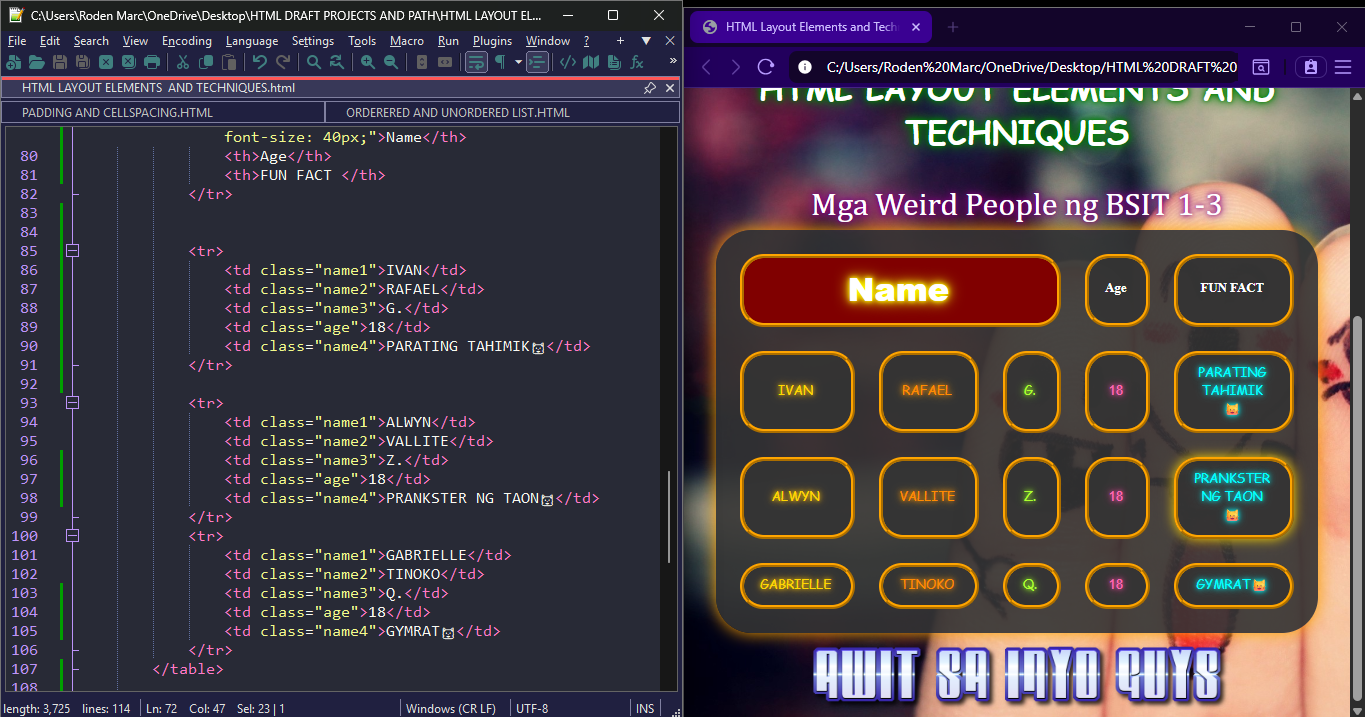 C:\Users\Roden Marc\OneDrive\Desktop\HTML DRAFT PROJECTS AND PATH\HTML LAYOUT EL...
File Edit Search View Encoding Language Settings Tools Macro Run Plugins Window ? + ▼ ✕
HTML LAYOUT ELEMENTS  AND TECHNIQUES.html
PADDING AND CELLSPACING.HTML
ORDERERED AND UNORDERED LIST.HTML
font-size: 40px;">Name</th>
80 <th>Age</th>
81 <th>FUN FACT </th>
82 </tr>
83
84
85 <tr>
86 <td class="name1">IVAN</td>
87 <td class="name2">RAFAEL</td>
88 <td class="name3">G.</td>
89 <td class="age">18</td>
90 <td class="name4">PARATING TAHIMIK🐱</td>
91 </tr>
92
93 <tr>
94 <td class="name1">ALWYN</td>
95 <td class="name2">VALLITE</td>
96 <td class="name3">Z.</td>
97 <td class="age">18</td>
98 <td class="name4">PRANKSTER NG TAON🐱</td>
99 </tr>
100 <tr>
101 <td class="name1">GABRIELLE</td>
102 <td class="name2">TINOKO</td>
103 <td class="name3">Q.</td>
104 <td class="age">18</td>
105 <td class="name4">GYMRAT🐱</td>
106 </tr>
107 </table>
108
length: 3,725 lines: 114 Ln: 72 Col: 47 Sel: 23 | 1 Windows (CR LF) UTF-8 INS
HTML Layout Elements and Techn
C:/Users/Roden%20Marc/OneDrive/Desktop/HTML%20DRAFT%20
HTML LAYOUT ELEMENTS AND
TECHNIQUES
Mga Weird People ng BSIT 1-3
Name Age FUN FACT
IVAN RAFAEL G. 18 PARATING
TAHIMIK
🐱
ALWYN VALLITE Z. 18 PRANKSTER
NG TAON
🐱
GABRIELLE TINOKO Q. 18 GYMRAT🐱
AWIT SA INYO GUYS